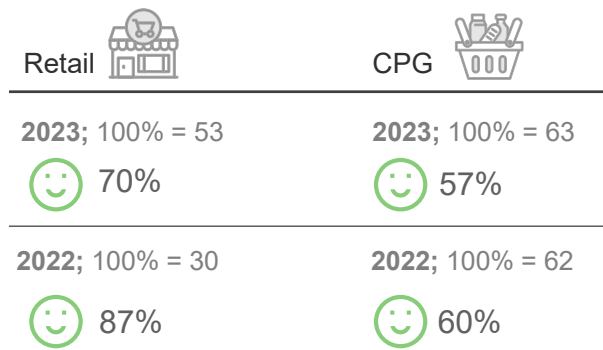 Retail
CPG
2023; 100% = 53
2023; 100% = 63
70%
57%
2022; 100% = 30
2022; 100% = 62
87%
60%